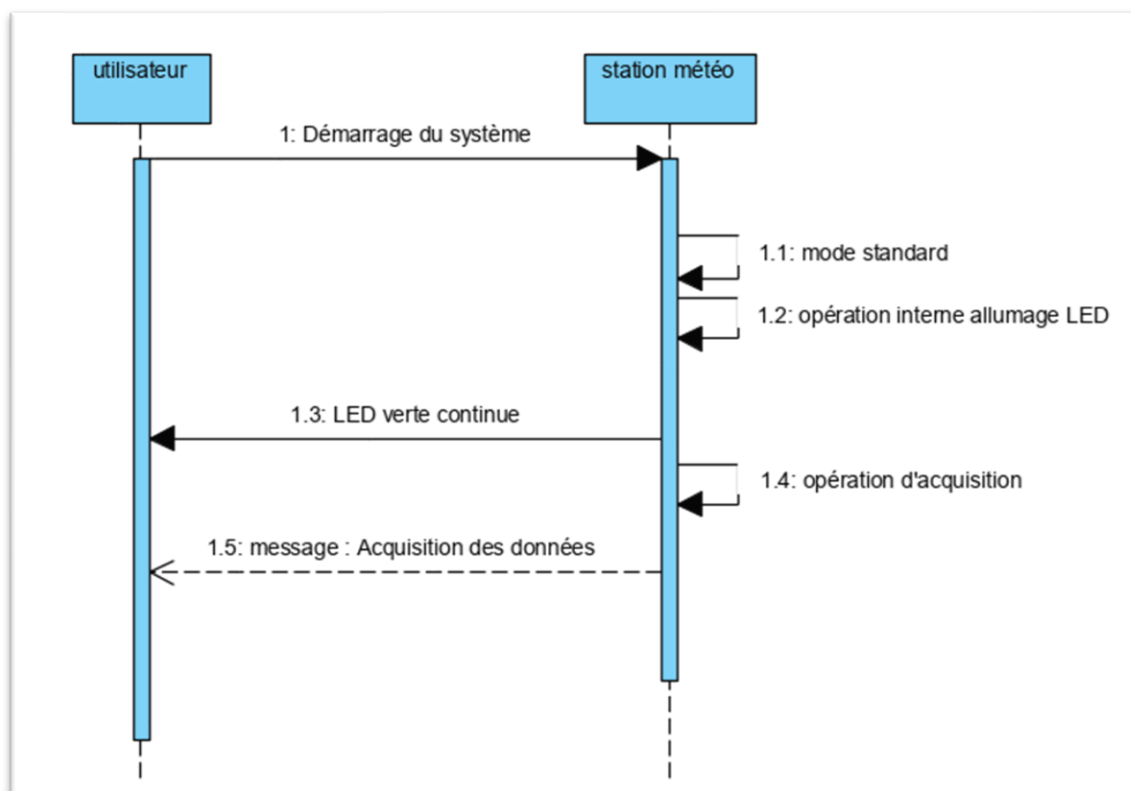 utilisateur
station météo
1: Démarrage du système
1.1: mode standard
1.2: opération interne allumage LED
1.3: LED verte continue
1.4: opération d'acquisition
1.5: message : Acquisition des données